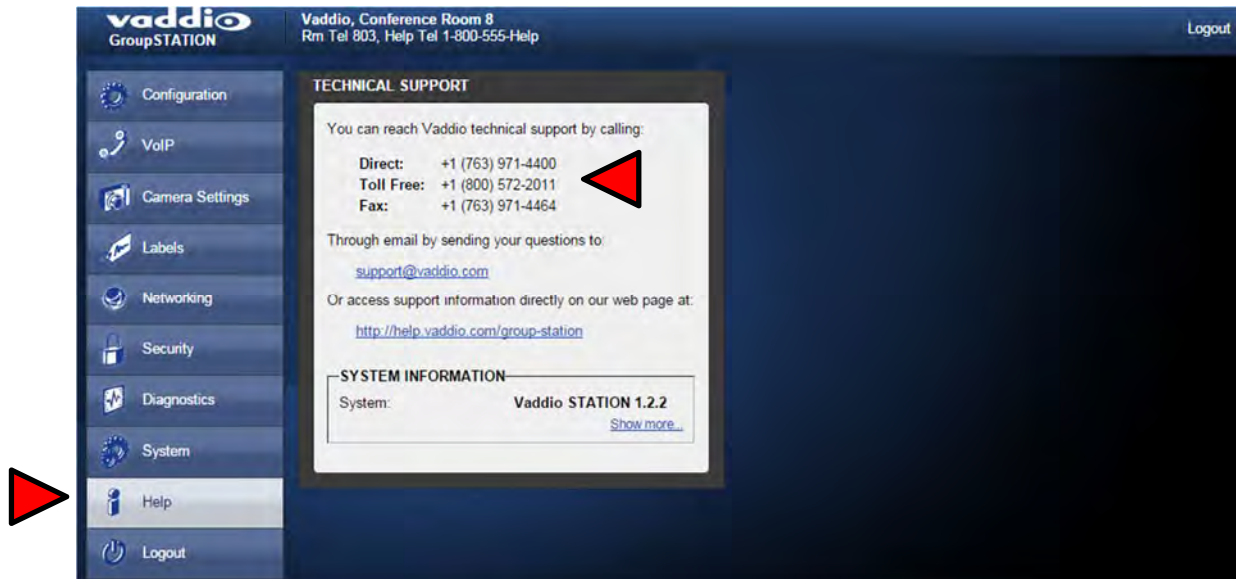 vaddio
GroupSTATION
Vaddio, Conference Room 8
Rm Tel 803, Help Tel 1-800-555-Help
Logout
Configuration
VoIP
Camera Settings
Labels
Networking
Security
Diagnostics
System
Help
Logout
TECHNICAL SUPPORT
You can reach Vaddio technical support by calling:
Direct: +1 (763) 971-4400
Toll Free: +1 (800) 572-2011
Fax: +1 (763) 971-4464
Through email by sending your questions to:
support@vaddio.com
Or access support information directly on our web page at:
http://help.vaddio.com/group-station
SYSTEM INFORMATION
System: Vaddio STATION 1.2.2
Show more...